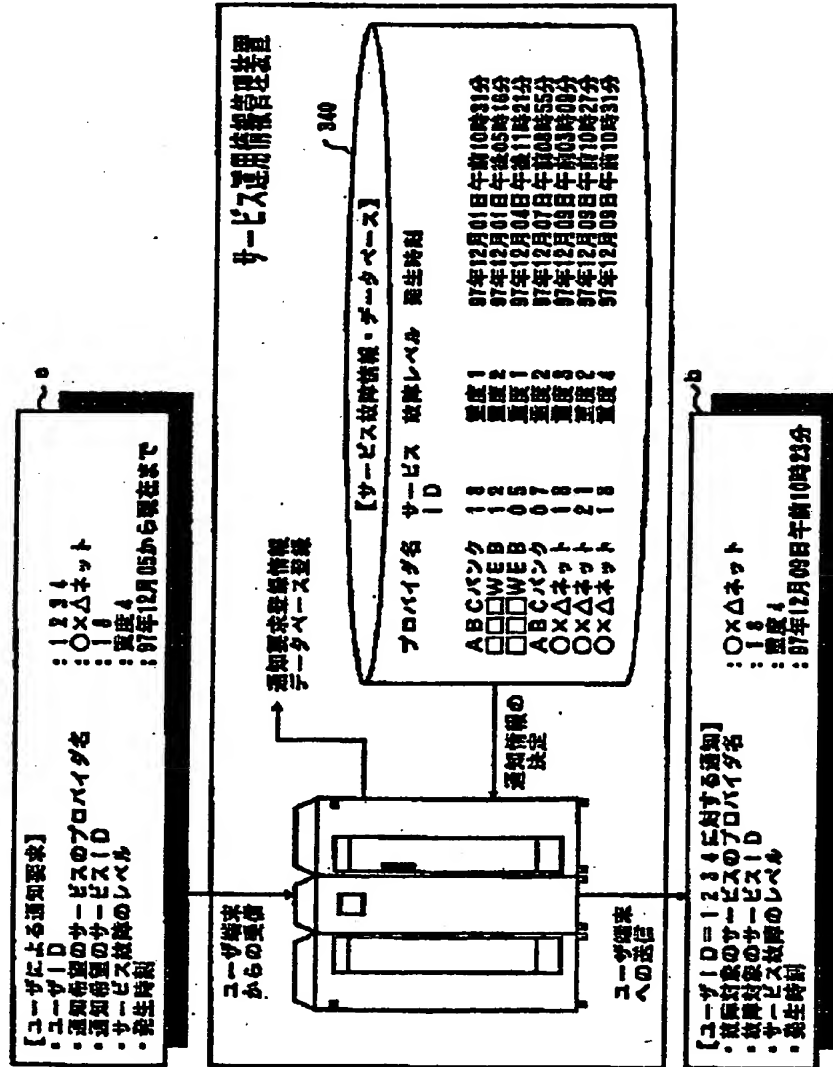 a
【ユーザによる通知要求】
・ユーザID :1234
・通知希望のサービスのプロバイダ名 :○×△ネット
・通知希望のサービスID :18
・サービス故障のレベル :重度4
・発生時刻 :97年12月05から現在まで
サービス運用情報管理装置
ユーザ端末
からの受信
通知要求登録情報
データベース登録
340
【サービス故障情報・データベース】
プロバイダ名 サービス 故障レベル 発生時刻
ID
ABCバンク 18 重度1 97年12月01日午前10時31分
□□□WEB 12 重度2 97年12月01日午後05時16分
□□□WEB 05 重度1 97年12月04日午後11時21分
ABCバンク 07 重度2 97年12月07日午前08時55分
○×△ネット 18 重度3 97年12月09日午前03時09分
○×△ネット 21 重度2 97年12月09日午前10時27分
○×△ネット 18 重度4 97年12月09日午前10時31分
通知情報の
決定
ユーザ端末
への送信
b
【ユーザID=1234に対する通知】
・故障対象のサービスのプロバイダ名 :○×△ネット
・故障対象のサービスID :18
・サービス故障のレベル :重度4
・発生時刻 :97年12月09日午前10時23分